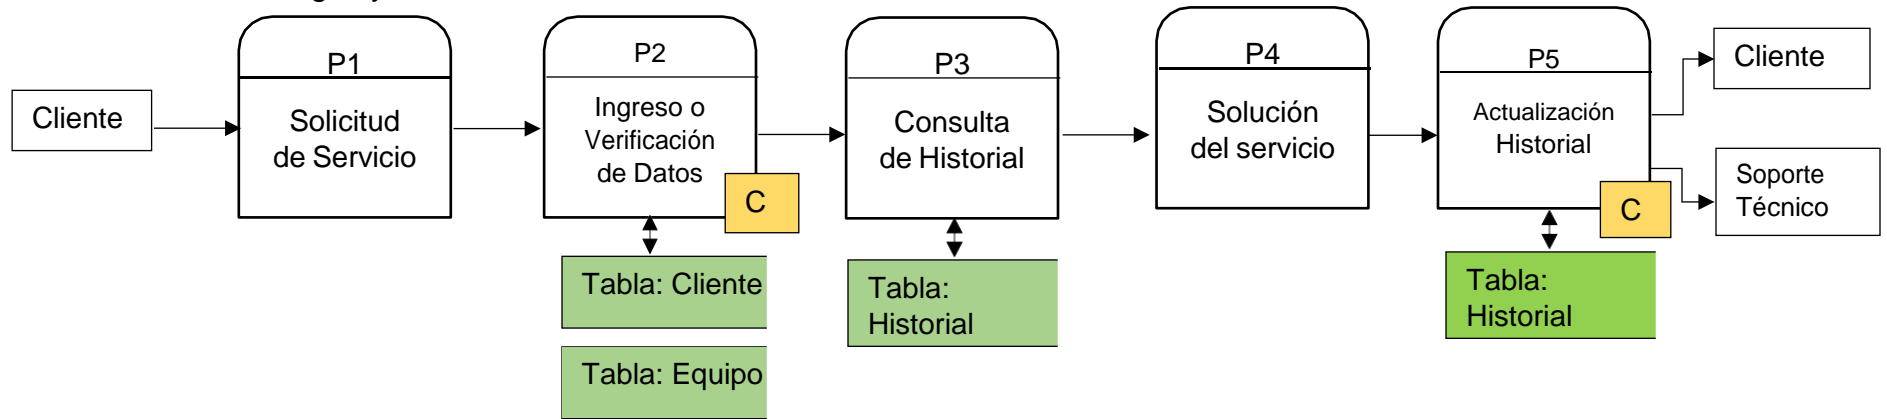 Cliente
P1
Solicitud
de Servicio
P2
Ingreso o
Verificación
de Datos
C
Tabla: Cliente
Tabla: Equipo
P3
Consulta
de Historial
Tabla:
Historial
P4
Solución
del servicio
P5
Actualización
Historial
C
Tabla:
Historial
Cliente
Soporte
Técnico